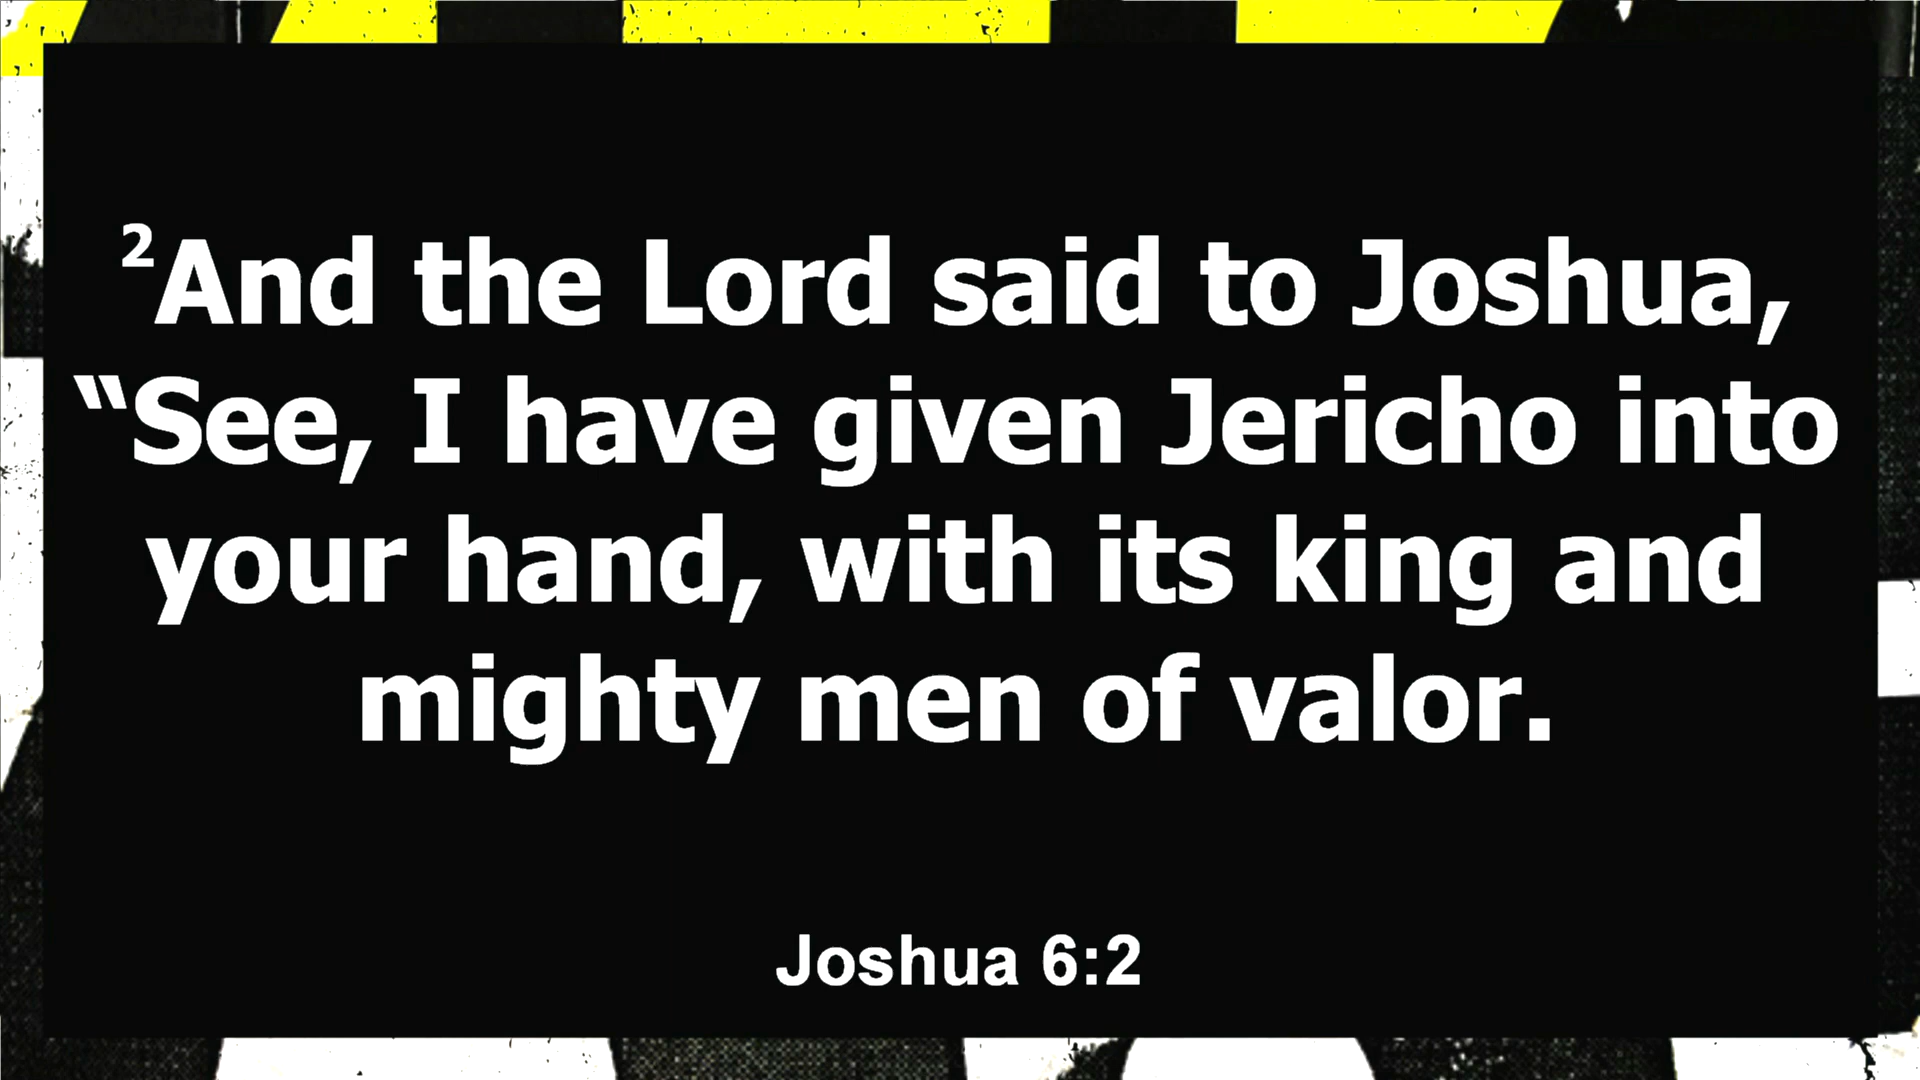 ²And the Lord said to Joshua,
“See, I have given Jericho into
your hand, with its king and
mighty men of valor.
Joshua 6:2